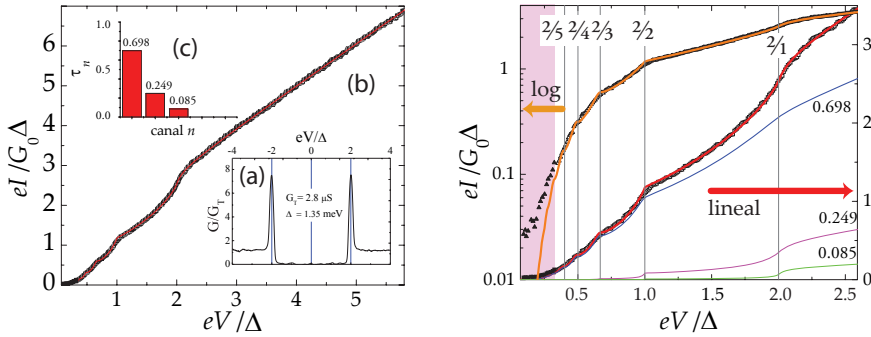 (c)
1.0
0.5
0.0
τn
0.698
0.249
0.085
canal n
(b)
7
6
5
4
3
2
1
0
eI/G0Δ
1 2 3 4 5
eV/Δ
eV/Δ
-4 -2 0 2 4
(a)
GT= 2.8 μS
Δ = 1.35 meV
G/GT
8
6
4
2
0
2/5 2/4 2/3 2/2 2/1
log
lineal
0.698
0.249
0.085
eI/G0Δ
1
0.1
0.01
3
2
1
0
0.5 1.0 1.5 2.0 2.5
eV/Δ